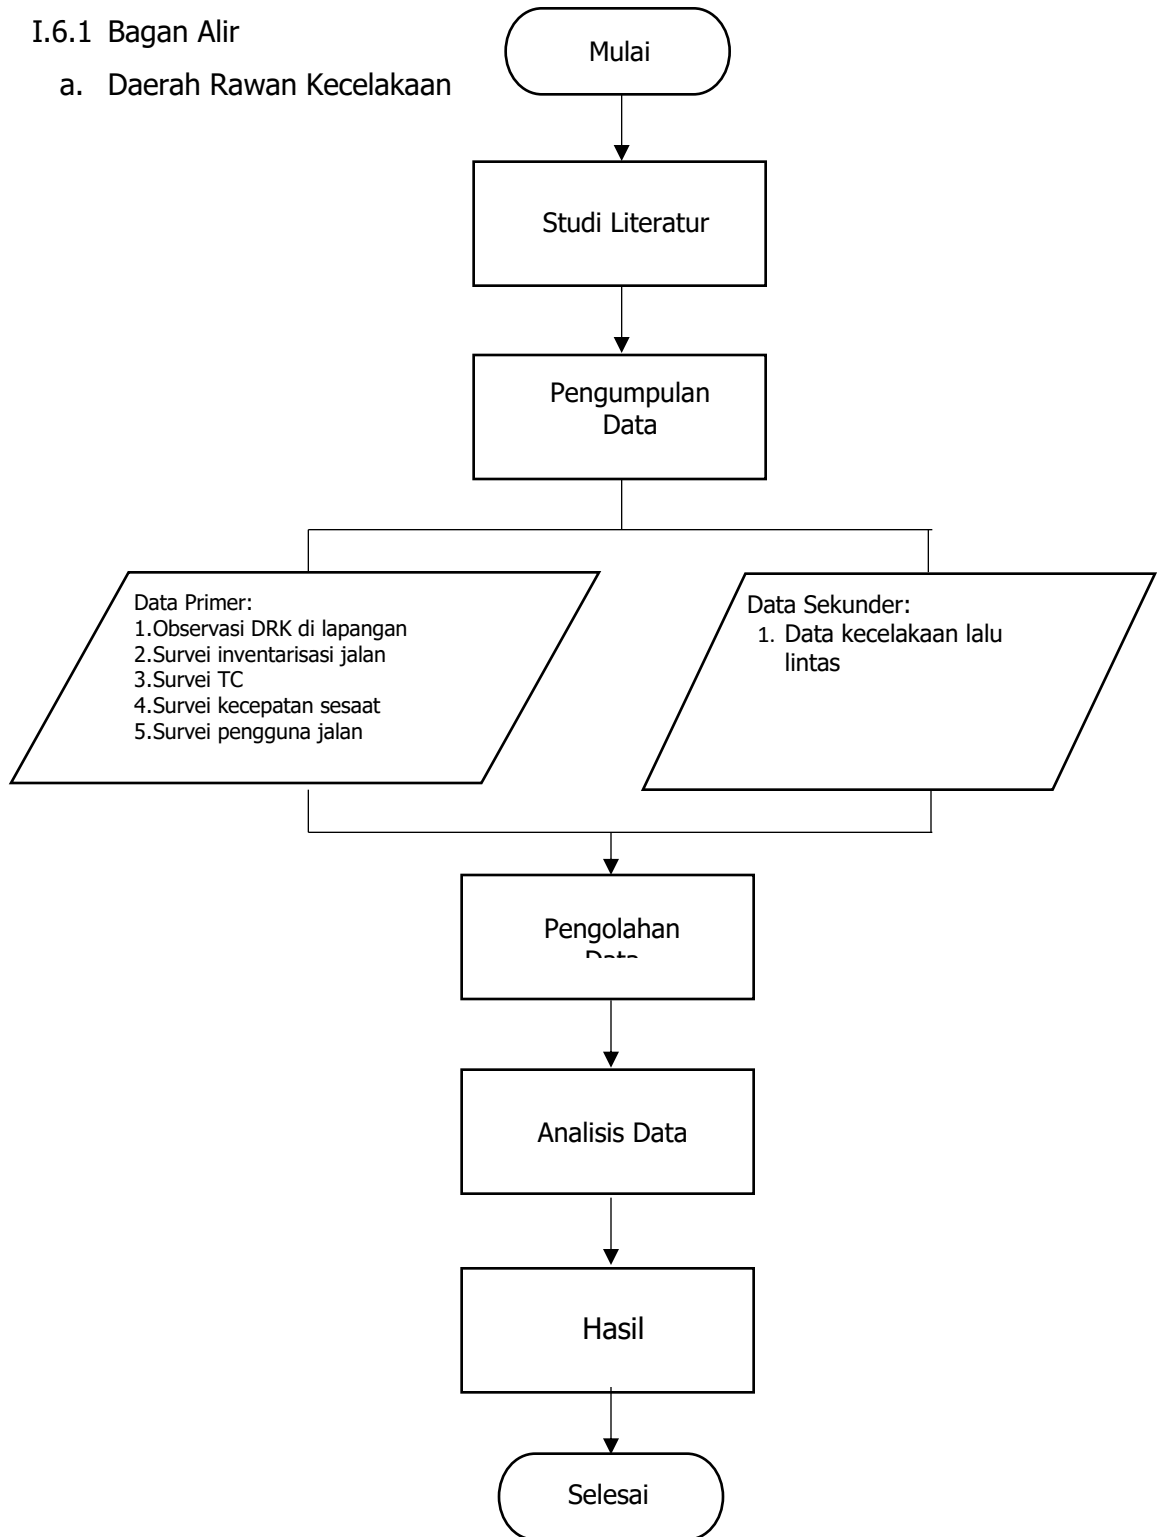 I.6.1 Bagan Alir
a. Daerah Rawan Kecelakaan
Mulai
Studi Literatur
Pengumpulan
Data
Data Primer:
1.Observasi DRK di lapangan
2.Survei inventarisasi jalan
3.Survei TC
4.Survei kecepatan sesaat
5.Survei pengguna jalan
Data Sekunder:
1. Data kecelakaan lalu
lintas
Pengolahan
Data
Analisis Data
Hasil
Selesai